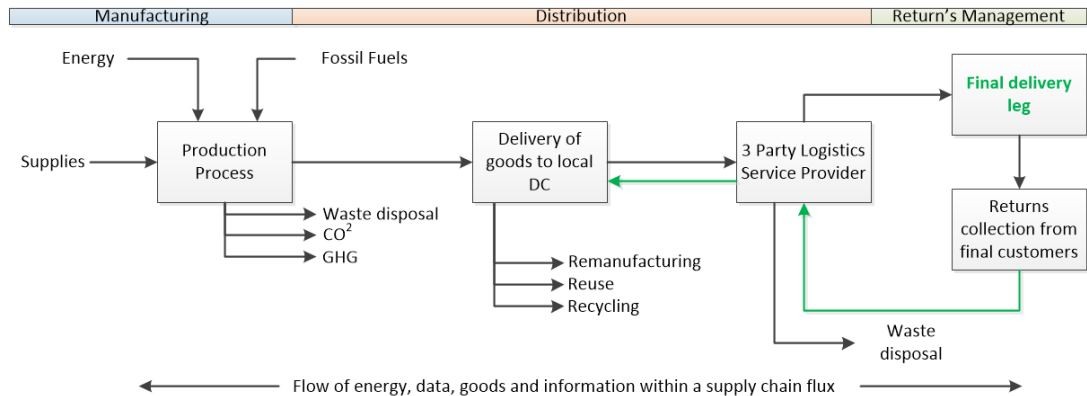 Manufacturing
Distribution
Return's Management
Energy
Fossil Fuels
Final delivery
leg
Supplies
Production
Process
Delivery of
goods to local
DC
3 Party Logistics
Service Provider
Waste disposal
CO²
GHG
Returns
collection from
final customers
Remanufacturing
Reuse
Recycling
Waste
disposal
Flow of energy, data, goods and information within a supply chain flux